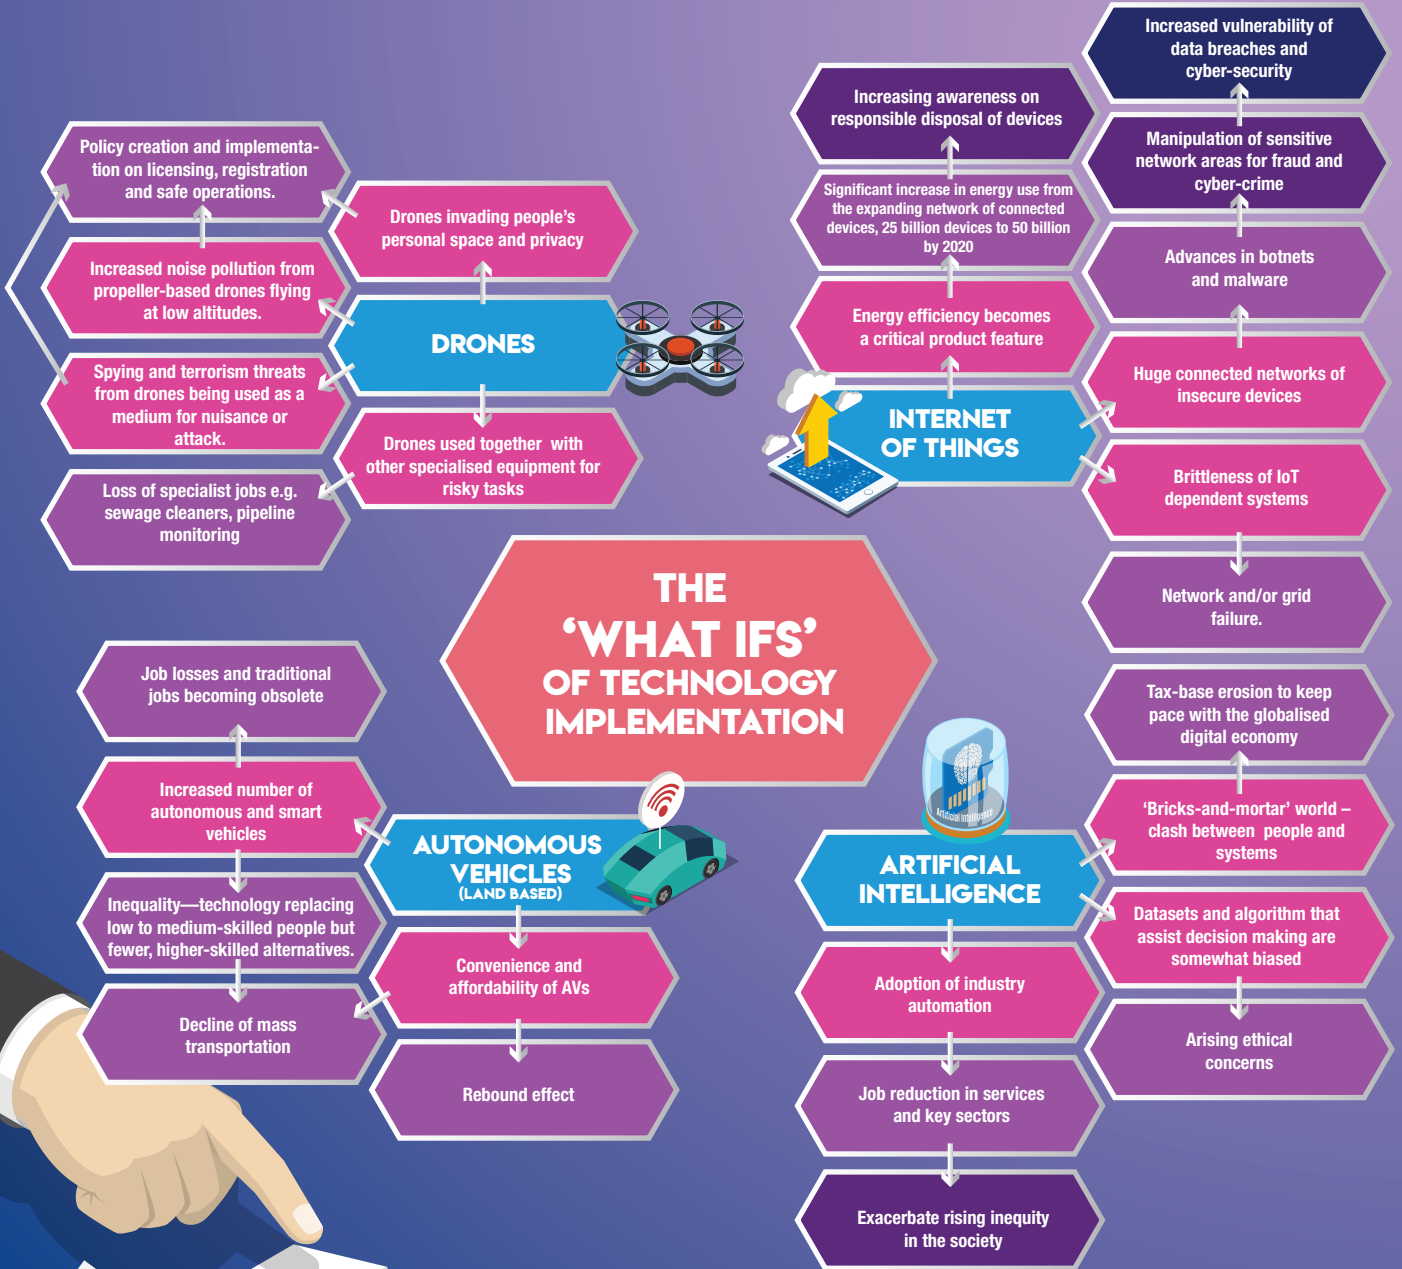 Increased vulnerability of
data breaches and
cyber-security
Increasing awareness on
responsible disposal of devices
Manipulation of sensitive
network areas for fraud and
cyber-crime
Policy creation and implementa-
tion on licensing, registration
and safe operations.
Significant increase in energy use from
the expanding network of connected
devices, 25 billion devices to 50 billion
by 2020
Drones invading people's
personal space and privacy
Advances in botnets
and malware
Increased noise pollution from
propeller-based drones flying
at low altitudes.
Energy efficiency becomes
a critical product feature
DRONES
Spying and terrorism threats
from drones being used as a
medium for nuisance or
attack.
Huge connected networks of
insecure devices
INTERNET
OF THINGS
Drones used together with
other specialised equipment for
risky tasks
Brittleness of IoT
dependent systems
Loss of specialist jobs e.g.
sewage cleaners, pipeline
monitoring
THE
‘WHAT IFS’
OF TECHNOLOGY
IMPLEMENTATION
Network and/or grid
failure.
Job losses and traditional
jobs becoming obsolete
Tax-base erosion to keep
pace with the globalised
digital economy
Increased number of
autonomous and smart
vehicles
Artificial Intelligence
‘Bricks-and-mortar’ world –
clash between people and
systems
AUTONOMOUS
VEHICLES
(LAND BASED)
ARTIFICIAL
INTELLIGENCE
Inequality—technology replacing
low to medium-skilled people but
fewer, higher-skilled alternatives.
Datasets and algorithm that
assist decision making are
somewhat biased
Convenience and
affordability of AVs
Adoption of industry
automation
Decline of mass
transportation
Arising ethical
concerns
Rebound effect
Job reduction in services
and key sectors
Exacerbate rising inequity
in the society